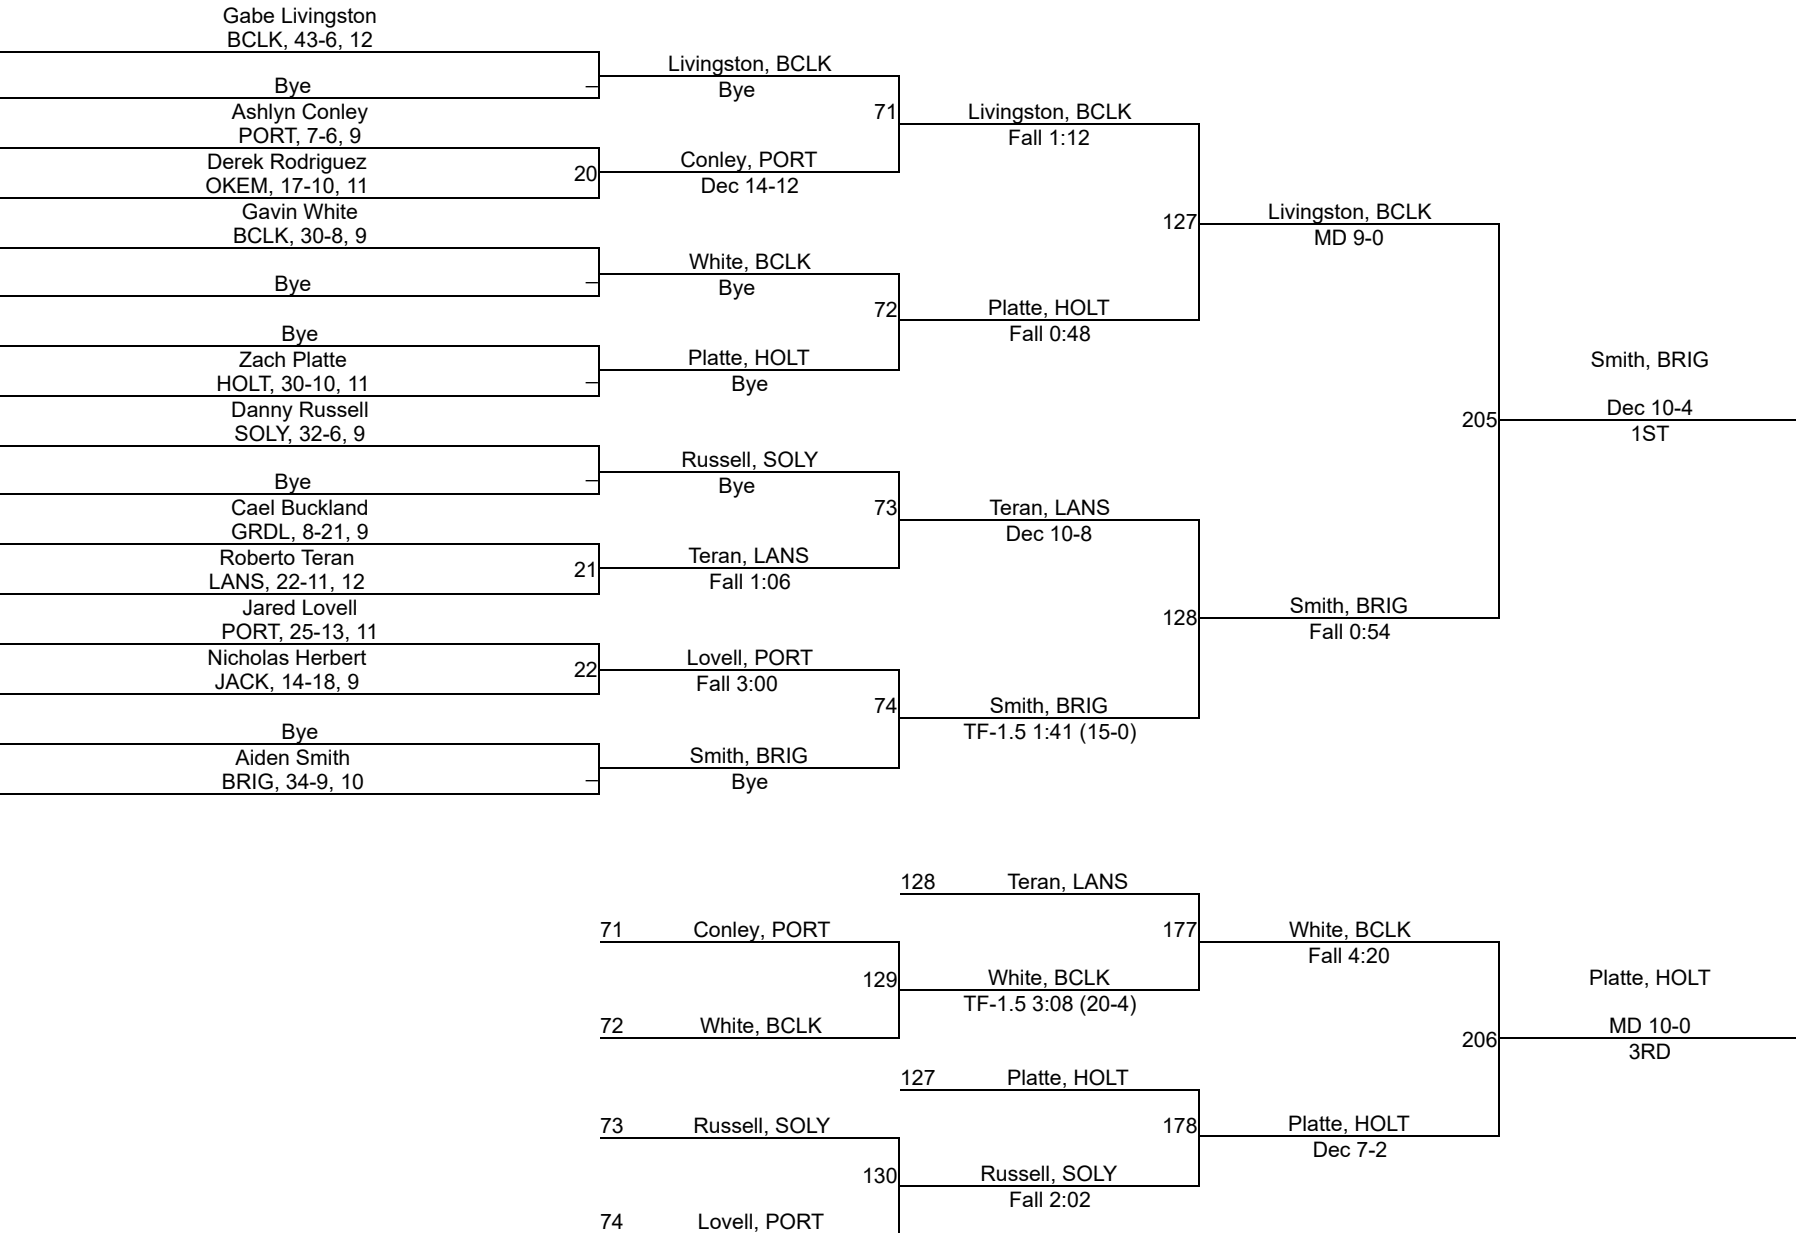 Gabe Livingston
BCLK, 43-6, 12
Bye
Ashlyn Conley
PORT, 7-6, 9
Derek Rodriguez
OKEM, 17-10, 11
Gavin White
BCLK, 30-8, 9
Bye
Bye
Zach Platte
HOLT, 30-10, 11
Danny Russell
SOLY, 32-6, 9
Bye
Cael Buckland
GRDL, 8-21, 9
Roberto Teran
LANS, 22-11, 12
Jared Lovell
PORT, 25-13, 11
Nicholas Herbert
JACK, 14-18, 9
Bye
Aiden Smith
BRIG, 34-9, 10
20
21
22
Livingston, BCLK
Bye
Conley, PORT
Dec 14-12
White, BCLK
Bye
Platte, HOLT
Bye
Russell, SOLY
Bye
Teran, LANS
Fall 1:06
Lovell, PORT
Fall 3:00
Smith, BRIG
Bye
71
72
73
74
Livingston, BCLK
Fall 1:12
Platte, HOLT
Fall 0:48
Teran, LANS
Dec 10-8
Smith, BRIG
TF-1.5 1:41 (15-0)
127
128
Livingston, BCLK
MD 9-0
Smith, BRIG
Fall 0:54
205
Smith, BRIG
Dec 10-4
1ST
71 Conley, PORT
72 White, BCLK
73 Russell, SOLY
74 Lovell, PORT
129
130
128 Teran, LANS
White, BCLK
TF-1.5 3:08 (20-4)
127 Platte, HOLT
Russell, SOLY
Fall 2:02
177
178
White, BCLK
Fall 4:20
Platte, HOLT
Dec 7-2
206
Platte, HOLT
MD 10-0
3RD